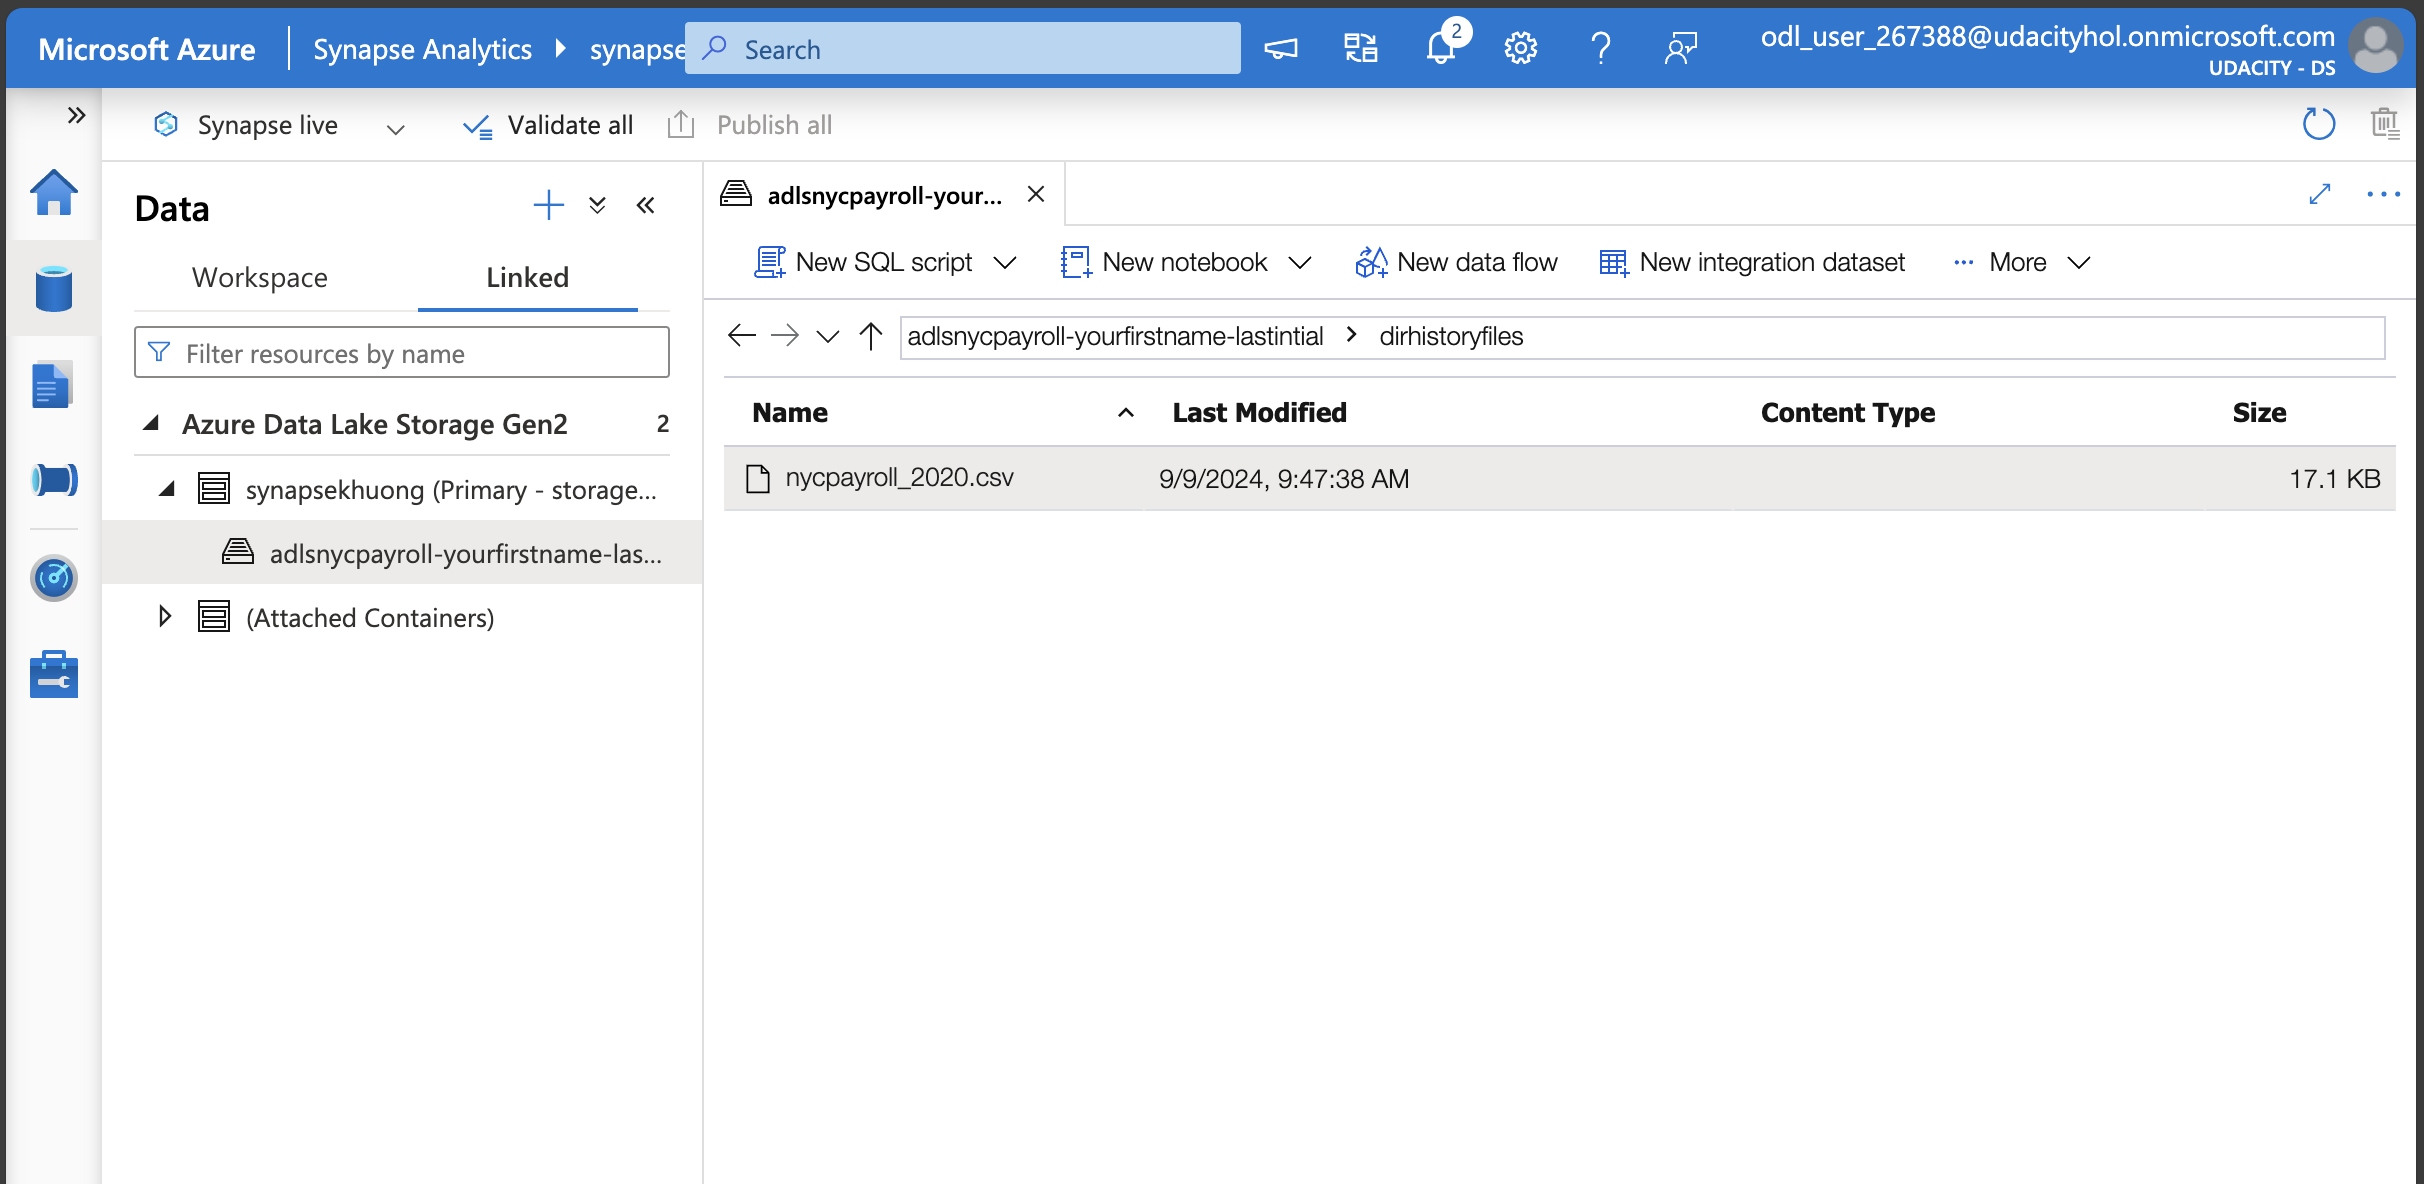 Microsoft Azure
Synapse Analytics
synapse
Search
2
odl_user_267388@udacityhol.onmicrosoft.com
UDACITY - DS
Synapse live
Validate all
Publish all
Data
Workspace
Linked
Filter resources by name
Azure Data Lake Storage Gen2
2
synapsekhuong (Primary - storage...
adlsnycpayroll-yourfirstname-las...
(Attached Containers)
adlsnycpayroll-your...
New SQL script
New notebook
New data flow
New integration dataset
More
adlsnycpayroll-yourfirstname-lastintial > dirhistoryfiles
Name
Last Modified
Content Type
Size
nycpayroll_2020.csv
9/9/2024, 9:47:38 AM
17.1 KB